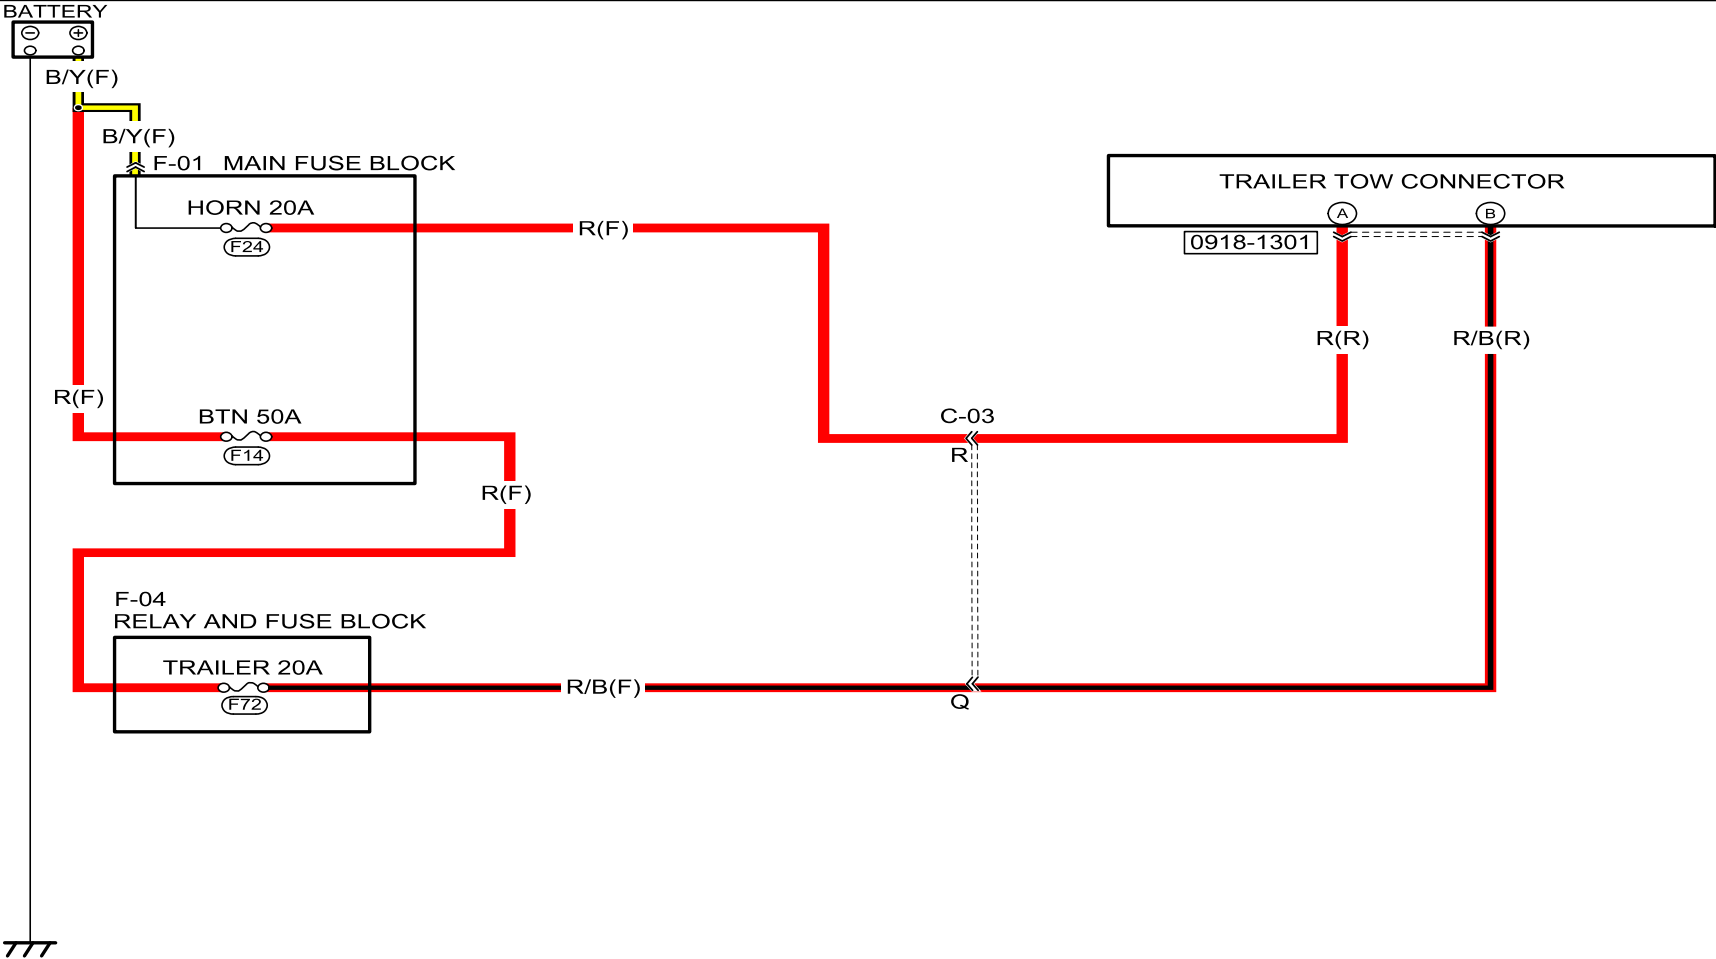 BATTERY
− +
B/Y(F)
B/Y(F)
F-01 MAIN FUSE BLOCK
HORN 20A
F24
R(F)
TRAILER TOW CONNECTOR
A B
0918-1301
R(R) R/B(R)
R(F)
BTN 50A
F14
C-03
R
R(F)
F-04
RELAY AND FUSE BLOCK
TRAILER 20A
F72
R/B(F)
Q